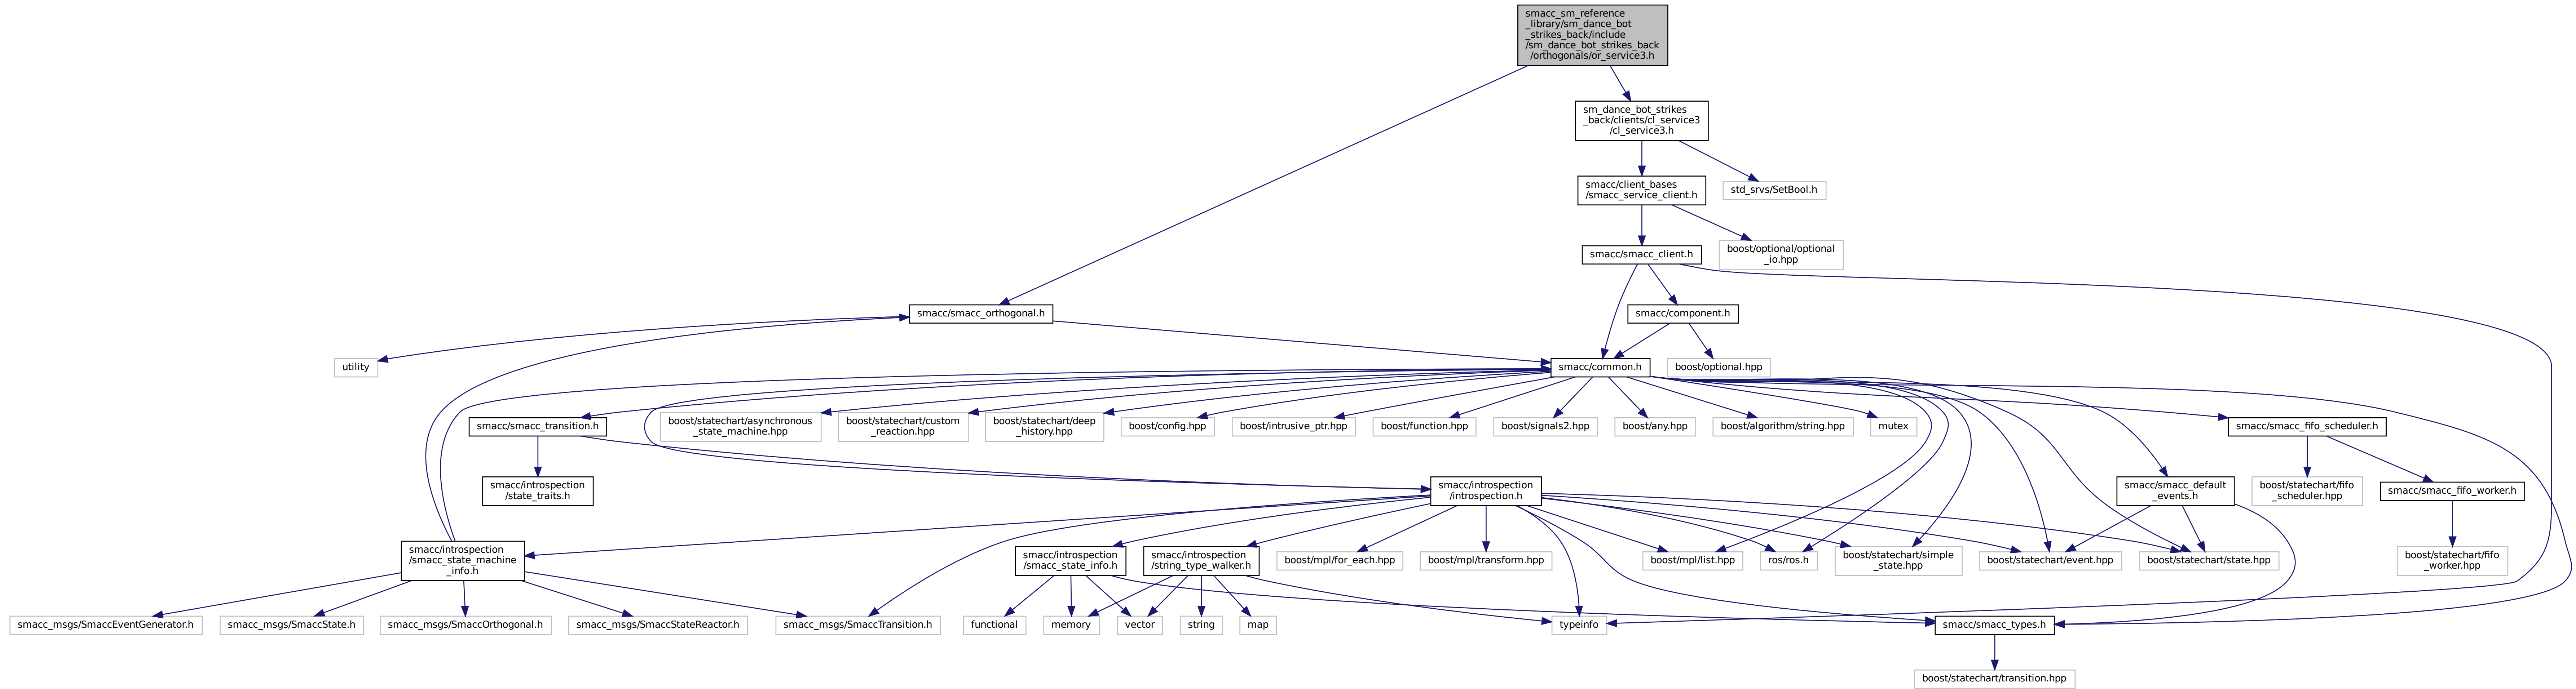 smacc_sm_reference
_library/sm_dance_bot
_strikes_back/include
/sm_dance_bot_strikes_back
/orthogonals/or_service3.h
sm_dance_bot_strikes
_back/clients/cl_service3
/cl_service3.h
smacc/client_bases
/smacc_service_client.h
std_srvs/SetBool.h
smacc/smacc_client.h
boost/optional/optional
_io.hpp
smacc/smacc_orthogonal.h
smacc/component.h
utility
smacc/common.h
boost/optional.hpp
smacc/smacc_transition.h
boost/statechart/asynchronous
_state_machine.hpp
boost/statechart/custom
_reaction.hpp
boost/statechart/deep
_history.hpp
boost/config.hpp
boost/intrusive_ptr.hpp
boost/function.hpp
boost/signals2.hpp
boost/any.hpp
boost/algorithm/string.hpp
mutex
smacc/smacc_fifo_scheduler.h
smacc/introspection
/state_traits.h
smacc/introspection
/introspection.h
smacc/smacc_default
_events.h
boost/statechart/fifo
_scheduler.hpp
smacc/smacc_fifo_worker.h
smacc/introspection
/smacc_state_machine
_info.h
smacc/introspection
/smacc_state_info.h
smacc/introspection
/string_type_walker.h
boost/mpl/for_each.hpp
boost/mpl/transform.hpp
boost/mpl/list.hpp
ros/ros.h
boost/statechart/simple
_state.hpp
boost/statechart/event.hpp
boost/statechart/state.hpp
boost/statechart/fifo
_worker.hpp
smacc_msgs/SmaccEventGenerator.h
smacc_msgs/SmaccState.h
smacc_msgs/SmaccOrthogonal.h
smacc_msgs/SmaccStateReactor.h
smacc_msgs/SmaccTransition.h
functional
memory
vector
string
map
typeinfo
smacc/smacc_types.h
boost/statechart/transition.hpp